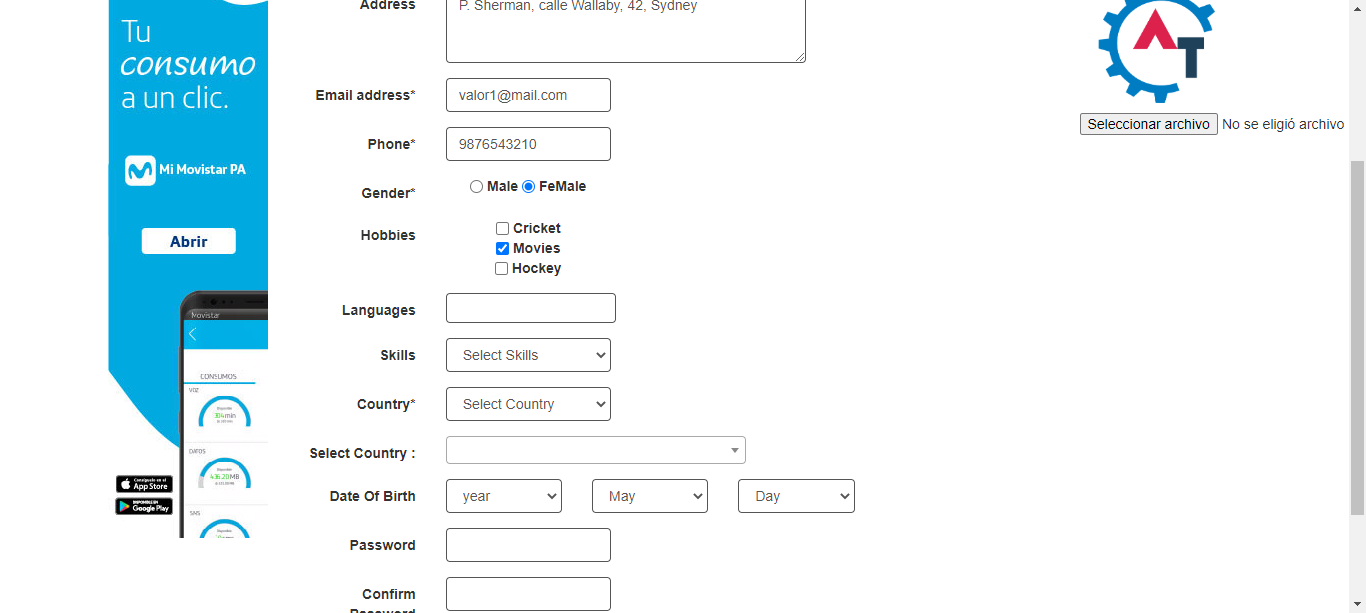 Tu
consumo
a un clic.
Mi Movistar PA
Abrir
Movistar
CONSUMOS
VOZ
DATOS
436.20 MB
SMS
App Store
Google Play
Address
P. Sherman, calle Wallaby, 42, Sydney
Email address*
valor1@mail.com
Phone*
9876543210
Gender*
Male FeMale
Hobbies
Cricket
Movies
Hockey
Languages
Skills
Select Skills
Country*
Select Country
Select Country :
Date Of Birth
year May Day
Password
Confirm
Password
AT
Seleccionar archivo No se eligió archivo